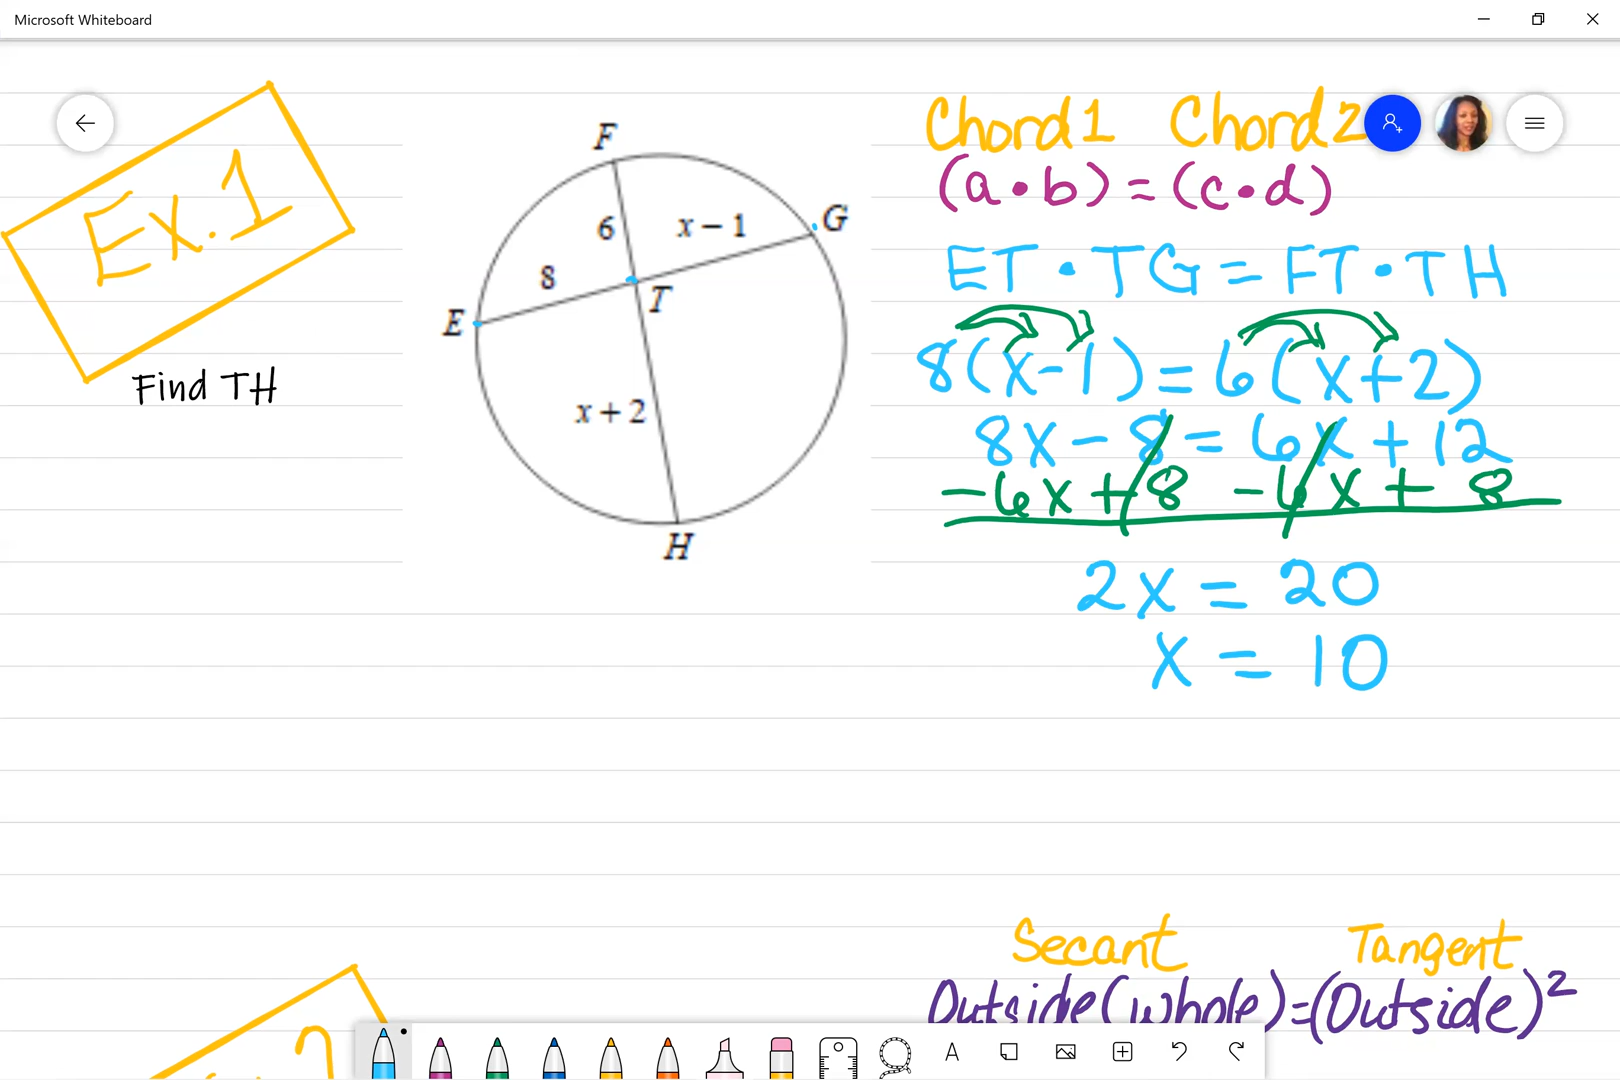 Microsoft Whiteboard
Ex. 1
Find TH
F
6
x − 1
G
8
T
E
x + 2
H
Chord 1 Chord 2
(a • b) = (c • d)
ET • TG = FT • TH
8(x-1) = 6(x+2)
8x - 8 = 6x + 12
-6x + 8 -6x + 8
2x = 20
x = 10
Secant Tangent
Outside(whole)=(Outside)²
A